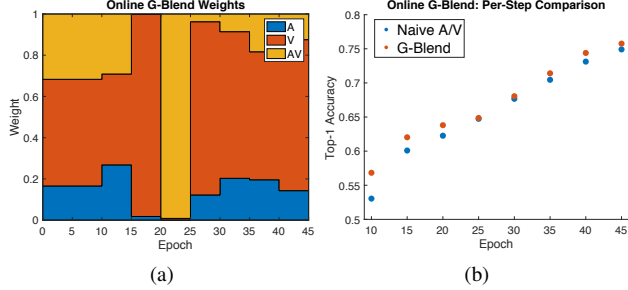 Online G-Blend Weights
A
V
AV
Weight
1
0.8
0.6
0.4
0.2
0
0 5 10 15 20 25 30 35 40 45
Epoch
(a)
Online G-Blend: Per-Step Comparison
Naive A/V
G-Blend
Top-1 Accuracy
0.8
0.75
0.7
0.65
0.6
0.55
0.5
10 15 20 25 30 35 40 45
Epoch
(b)